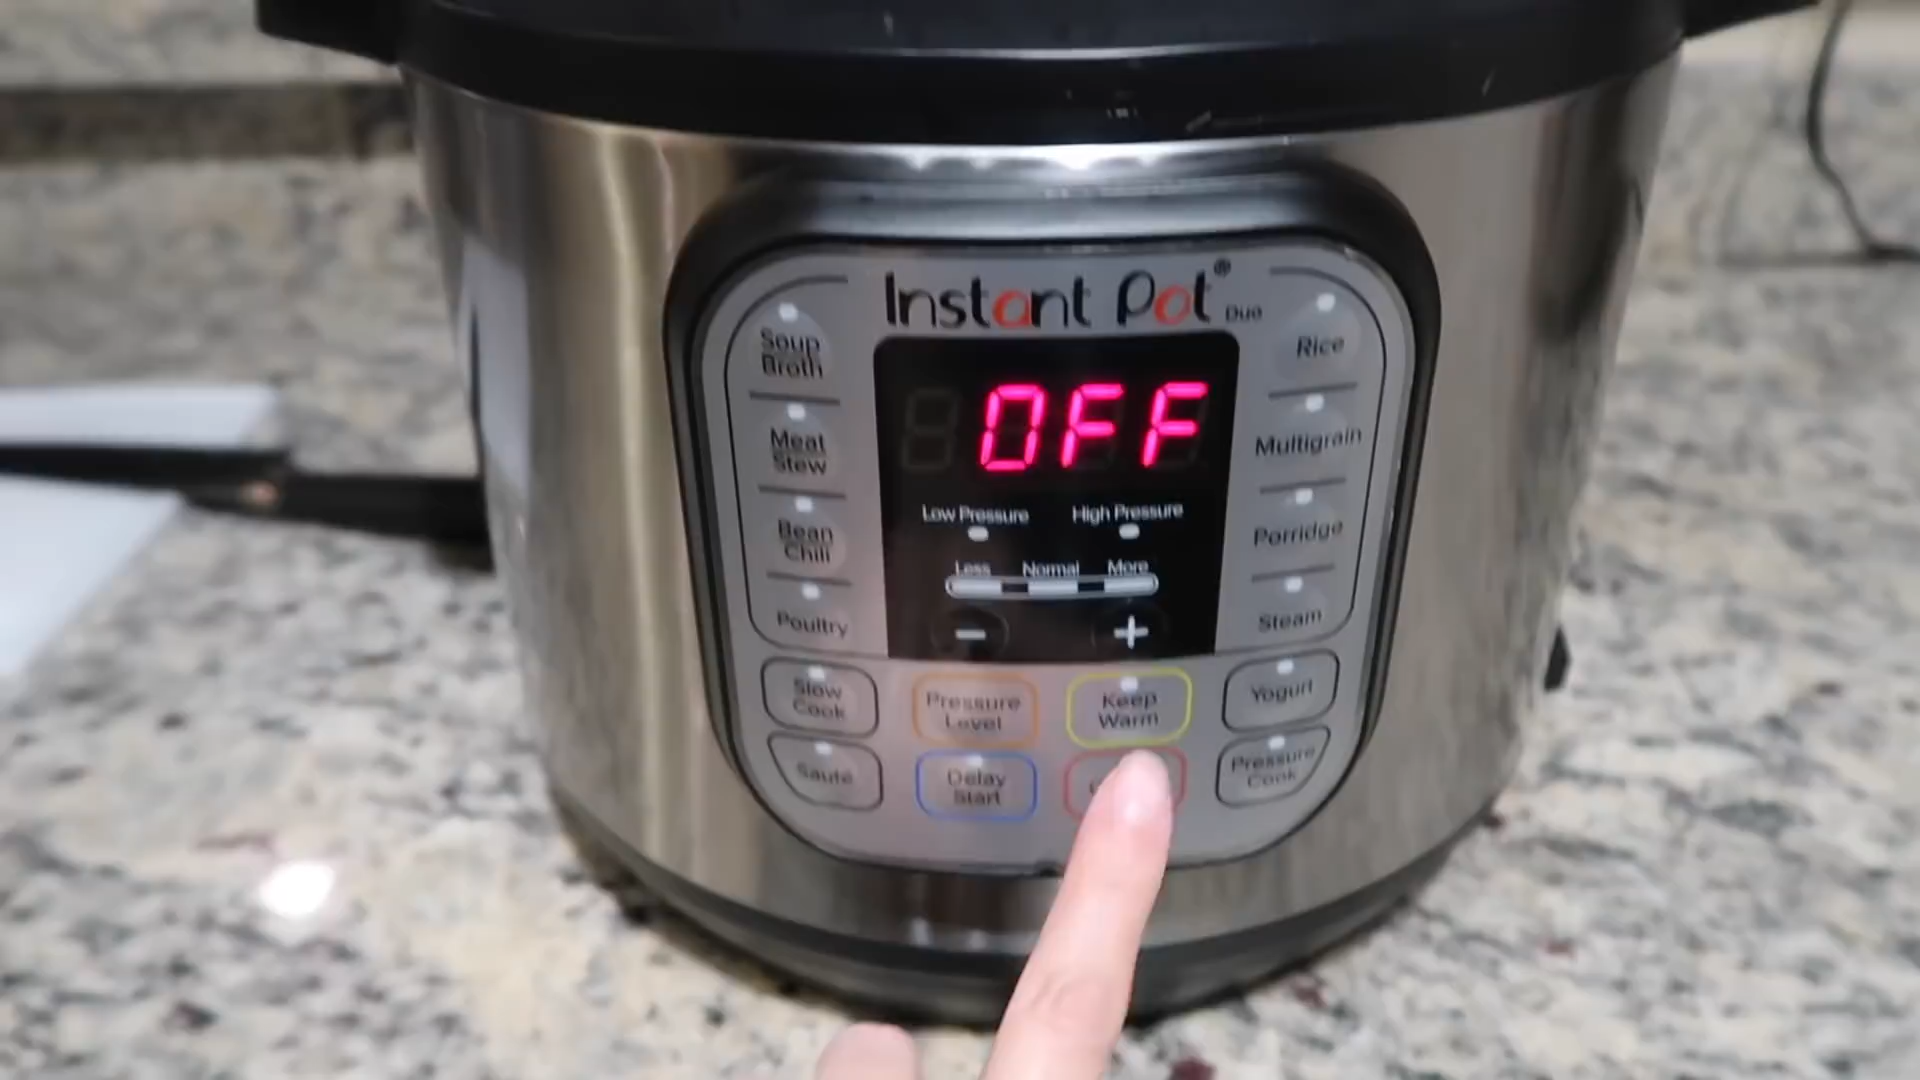 Instant Pot® Duo
Soup
Broth
Meat
Stew
Bean
Chili
Poultry
OFF
Low Pressure High Pressure
Less Normal More
− +
Rice
Multigrain
Porridge
Steam
Slow
Cook
Pressure
Level
Keep
Warm
Yogurt
Sauté
Delay
Start
Pressure
Cook